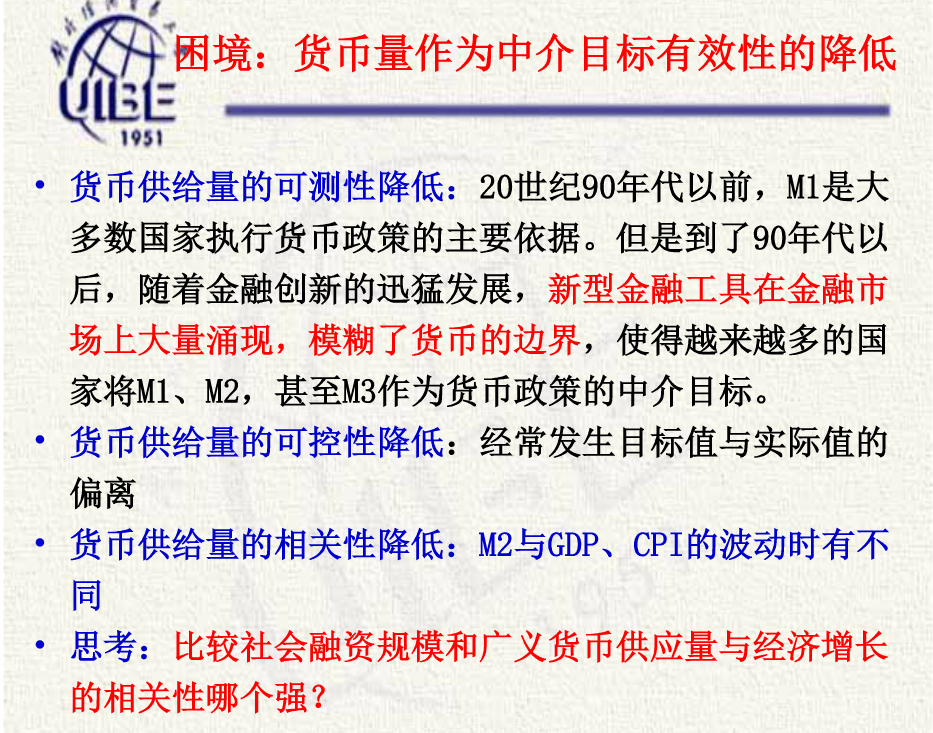 困境：货币量作为中介目标有效性的降低
UIBE
1951
• 货币供给量的可测性降低：20世纪90年代以前，M1是大
多数国家执行货币政策的主要依据。但是到了90年代以
后，随着金融创新的迅猛发展，新型金融工具在金融市
场上大量涌现，模糊了货币的边界，使得越来越多的国
家将M1、M2，甚至M3作为货币政策的中介目标。
• 货币供给量的可控性降低：经常发生目标值与实际值的
偏离
• 货币供给量的相关性降低：M2与GDP、CPI的波动时有不
同
• 思考：比较社会融资规模和广义货币供应量与经济增长
的相关性哪个强？